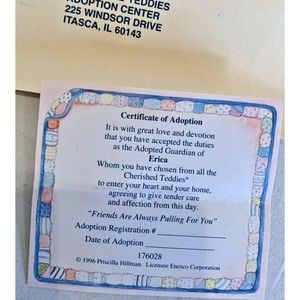 TEDDIES
ADOPTION CENTER
225 WINDSOR DRIVE
ITASCA, IL 60143
Certificate of Adoption
It is with great love and devotion
that you have accepted the duties
as the Adopted Guardian of
Erica
Whom you have chosen from all the
Cherished Teddies®
to enter your heart and your home,
agreeing to give tender care
and affection from this day.
"Friends Are Always Pulling For You"
Adoption Registration #
Date of Adoption
176028
© 1996 Priscilla Hillman. Licensee Enesco Corporation